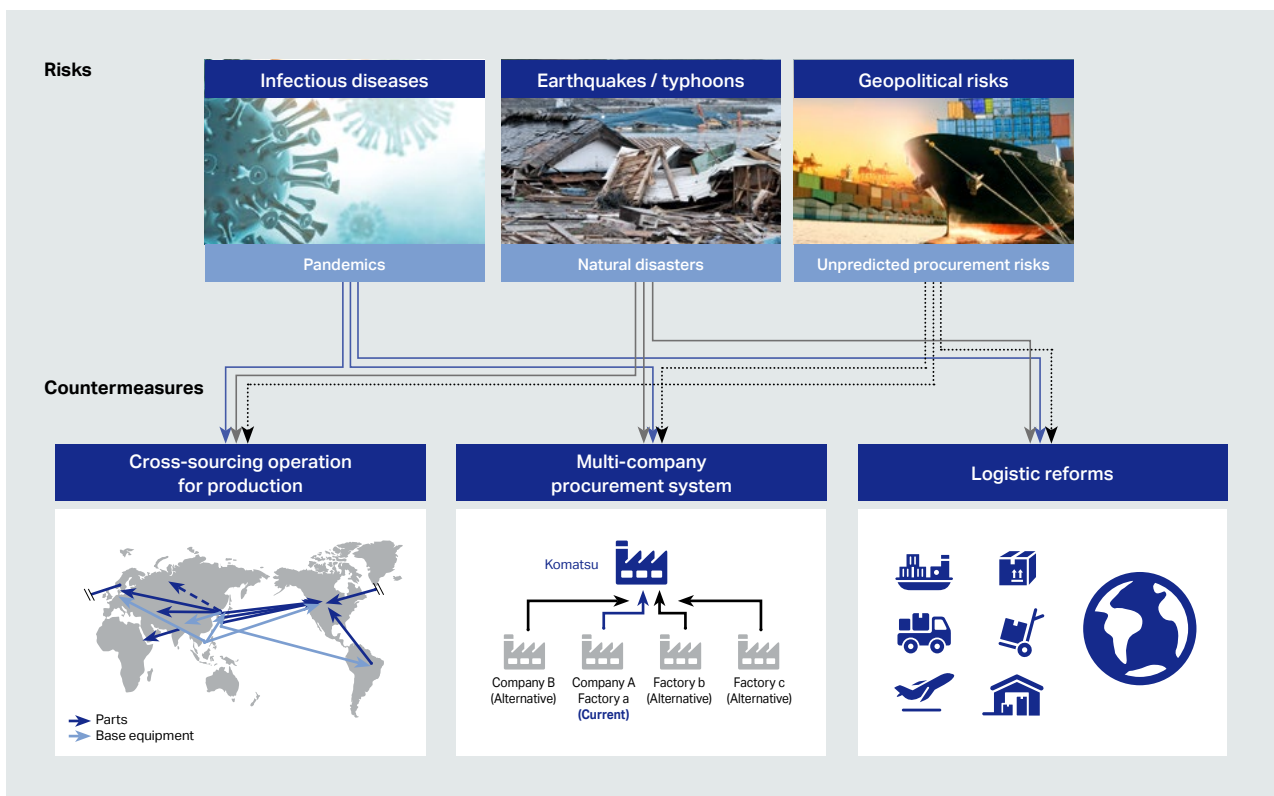 Risks
Infectious diseases
Earthquakes / typhoons
Geopolitical risks
Pandemics
Natural disasters
Unpredicted procurement risks
Countermeasures
Cross-sourcing operation
for production
Multi-company
procurement system
Logistic reforms
Parts
Base equipment
Komatsu
Company B
(Alternative)
Company A
Factory a
(Current)
Factory b
(Alternative)
Factory c
(Alternative)